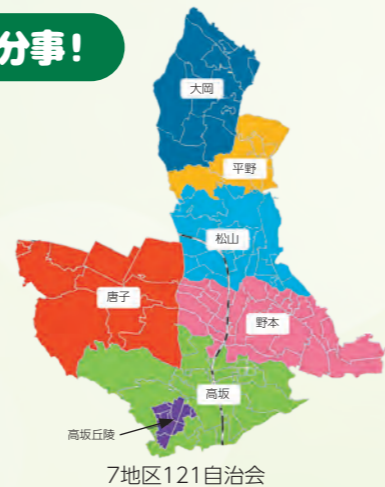 分事!
大岡
平野
松山
唐子
野本
高坂
高坂丘陵
7地区121自治会